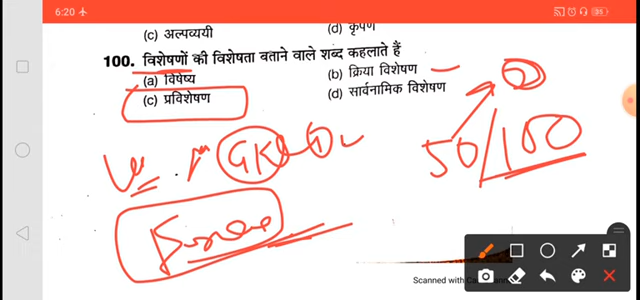 6:20
(c) अल्पव्ययी (d) कृपण
100. विशेषणों की विशेषता बताने वाले शब्द कहलाते हैं
(a) विषेष्य (b) क्रिया विशेषण
(c) प्रविशेषण (d) सार्वनामिक विशेषण
GK
50/100
Scanned with